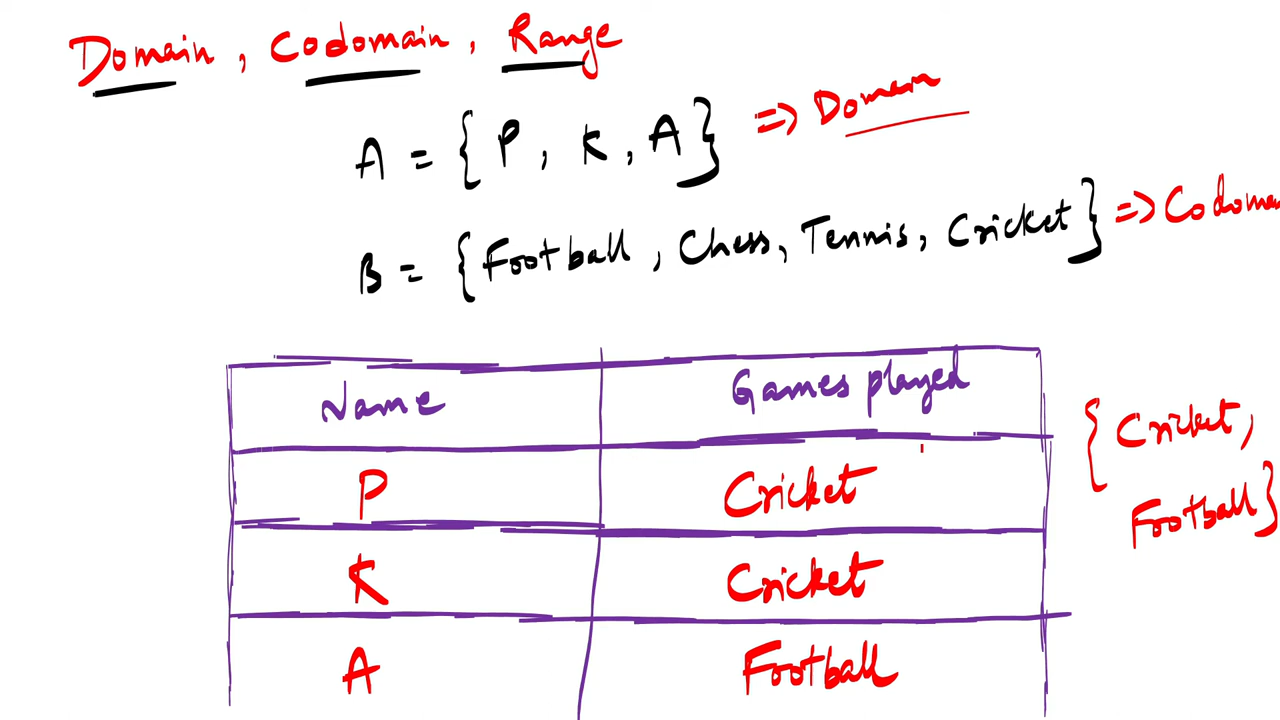 Domain, Codomain, Range
A = {P, K, A} => Domain
B = {Football, Chess, Tennis, Cricket} => Codomain
Name Games played
{Cricket,
P Cricket
Football}
K Cricket
A Football